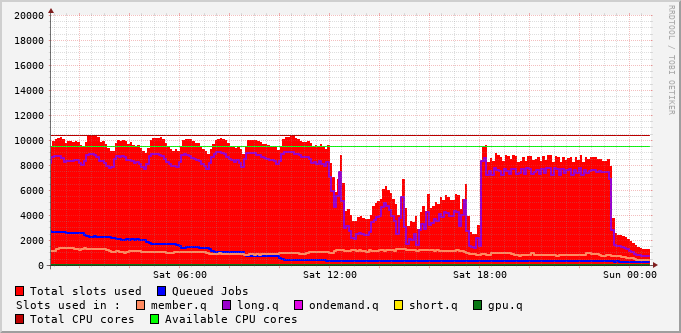 RRDTOOL / TOBI OETIKER
20000
18000
16000
14000
12000
10000
8000
6000
4000
2000
0
Sat 06:00 Sat 12:00 Sat 18:00 Sun 00:00
Total slots used Queued Jobs
Slots used in : member.q long.q ondemand.q short.q gpu.q
Total CPU cores Available CPU cores